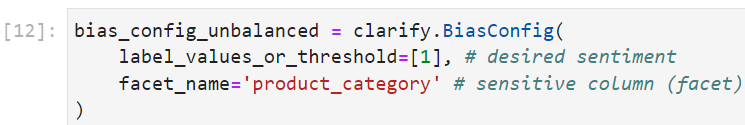 [12]: bias_config_unbalanced = clarify.BiasConfig(
    label_values_or_threshold=[1], # desired sentiment
    facet_name='product_category' # sensitive column (facet)
)